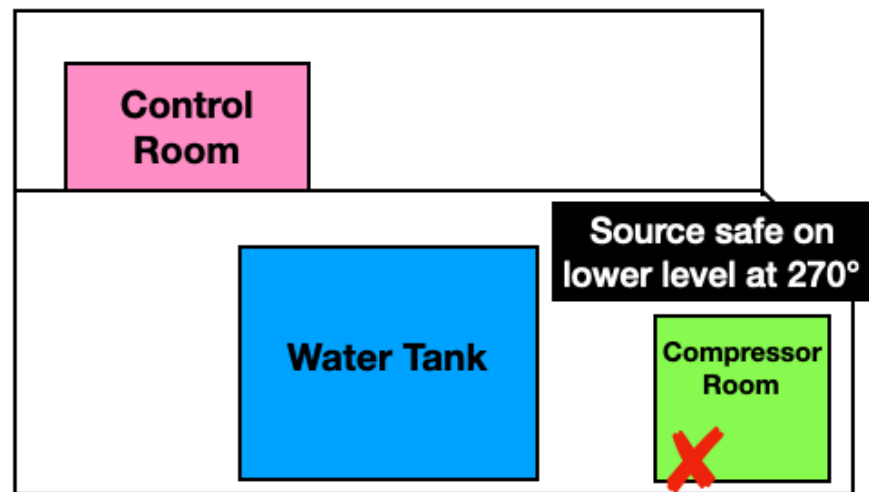 Control
Room
Source safe on
lower level at 270°
Water Tank
Compressor
Room